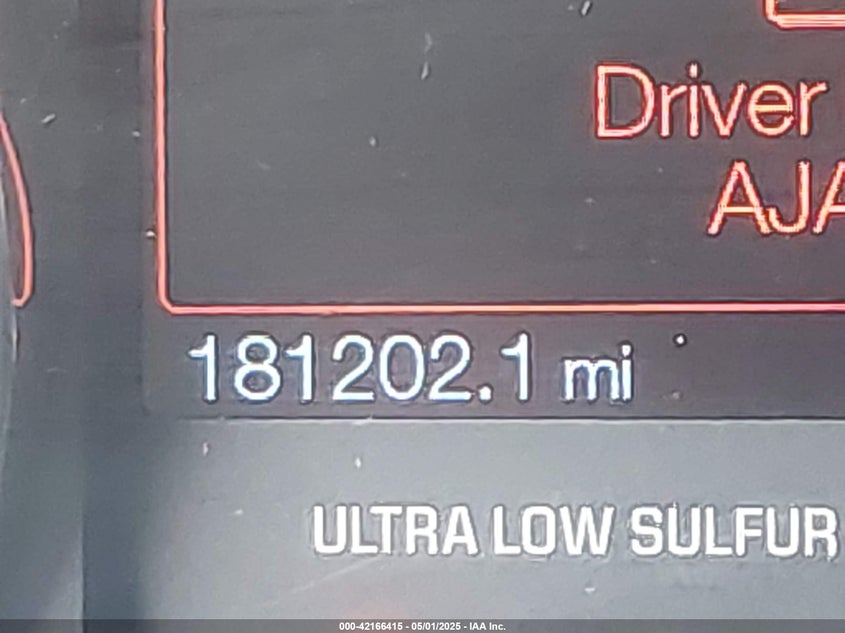 Driver
AJA
181202.1 mi
ULTRA LOW SULFUR
000-42166415 - 05/01/2025 - IAA Inc.